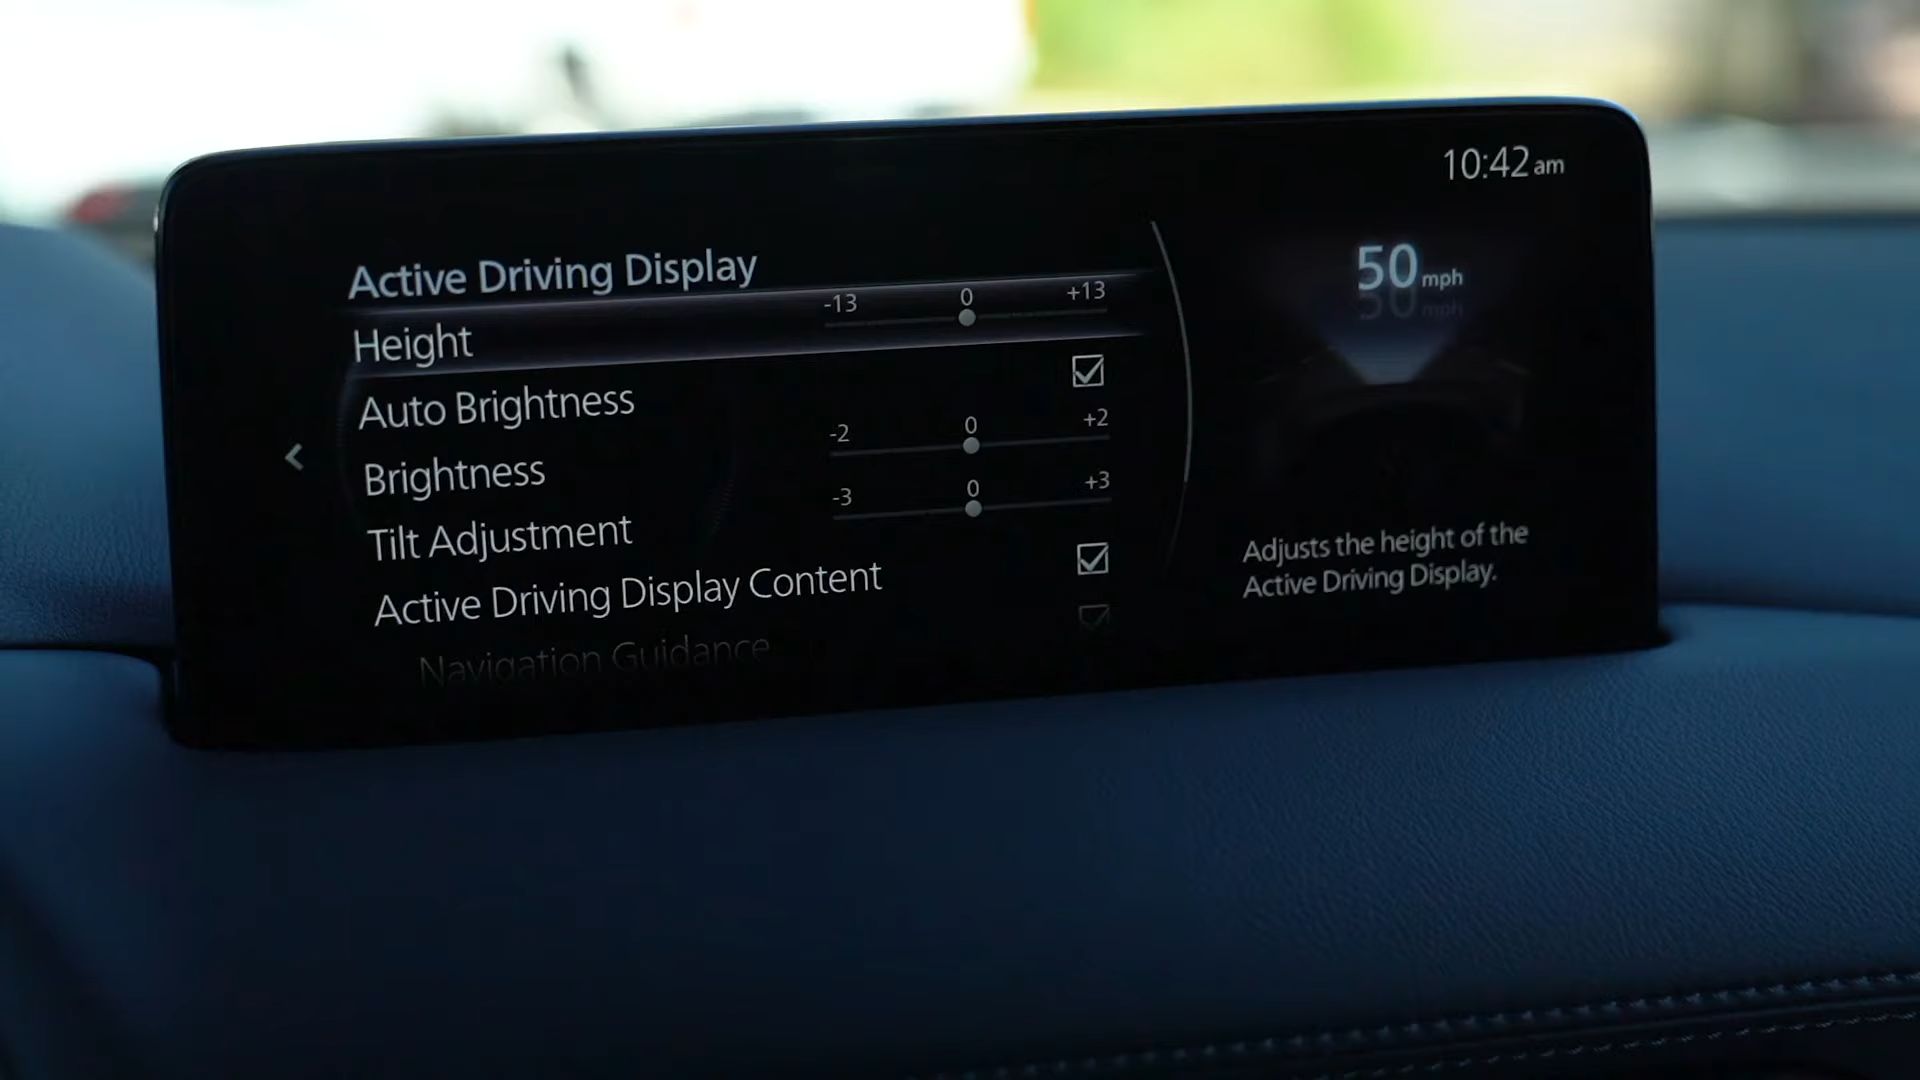 10:42 am
Active Driving Display
Height -13 0 +13
Auto Brightness
Brightness -2 0 +2
Tilt Adjustment -3 0 +3
Active Driving Display Content
Navigation Guidance
50 mph
50 mph
Adjusts the height of the
Active Driving Display.